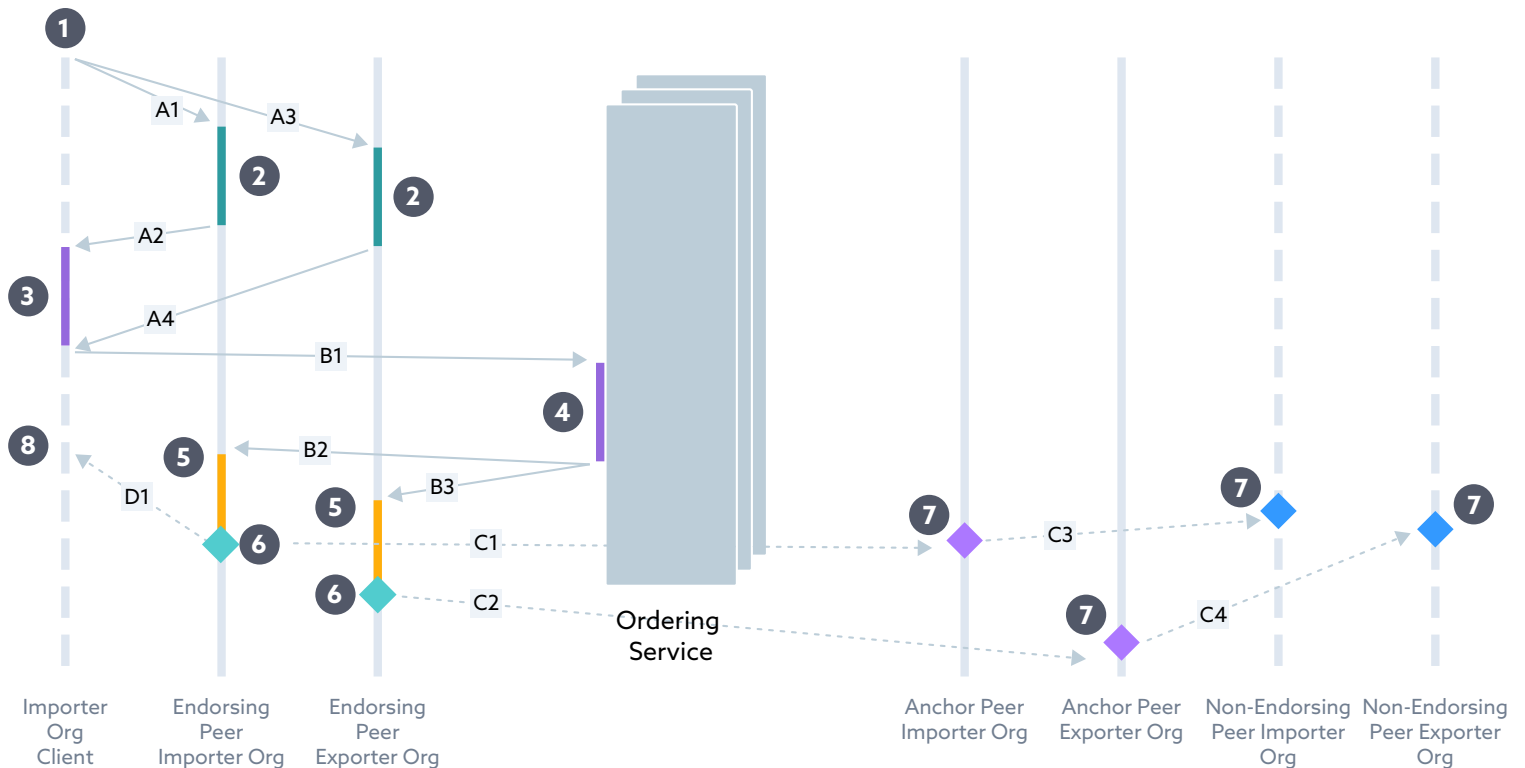 1
A1
A3
2
2
A2
3
A4
B1
4
8
5
B2
B3
D1
5
6
C1
6
C2
7
C3
7
7
7
C4
Ordering
Service
Importer
Org
Client
Endorsing
Peer
Importer Org
Endorsing
Peer
Exporter Org
Anchor Peer
Importer Org
Anchor Peer
Exporter Org
Non-Endorsing
Peer Importer
Org
Non-Endorsing
Peer Exporter
Org